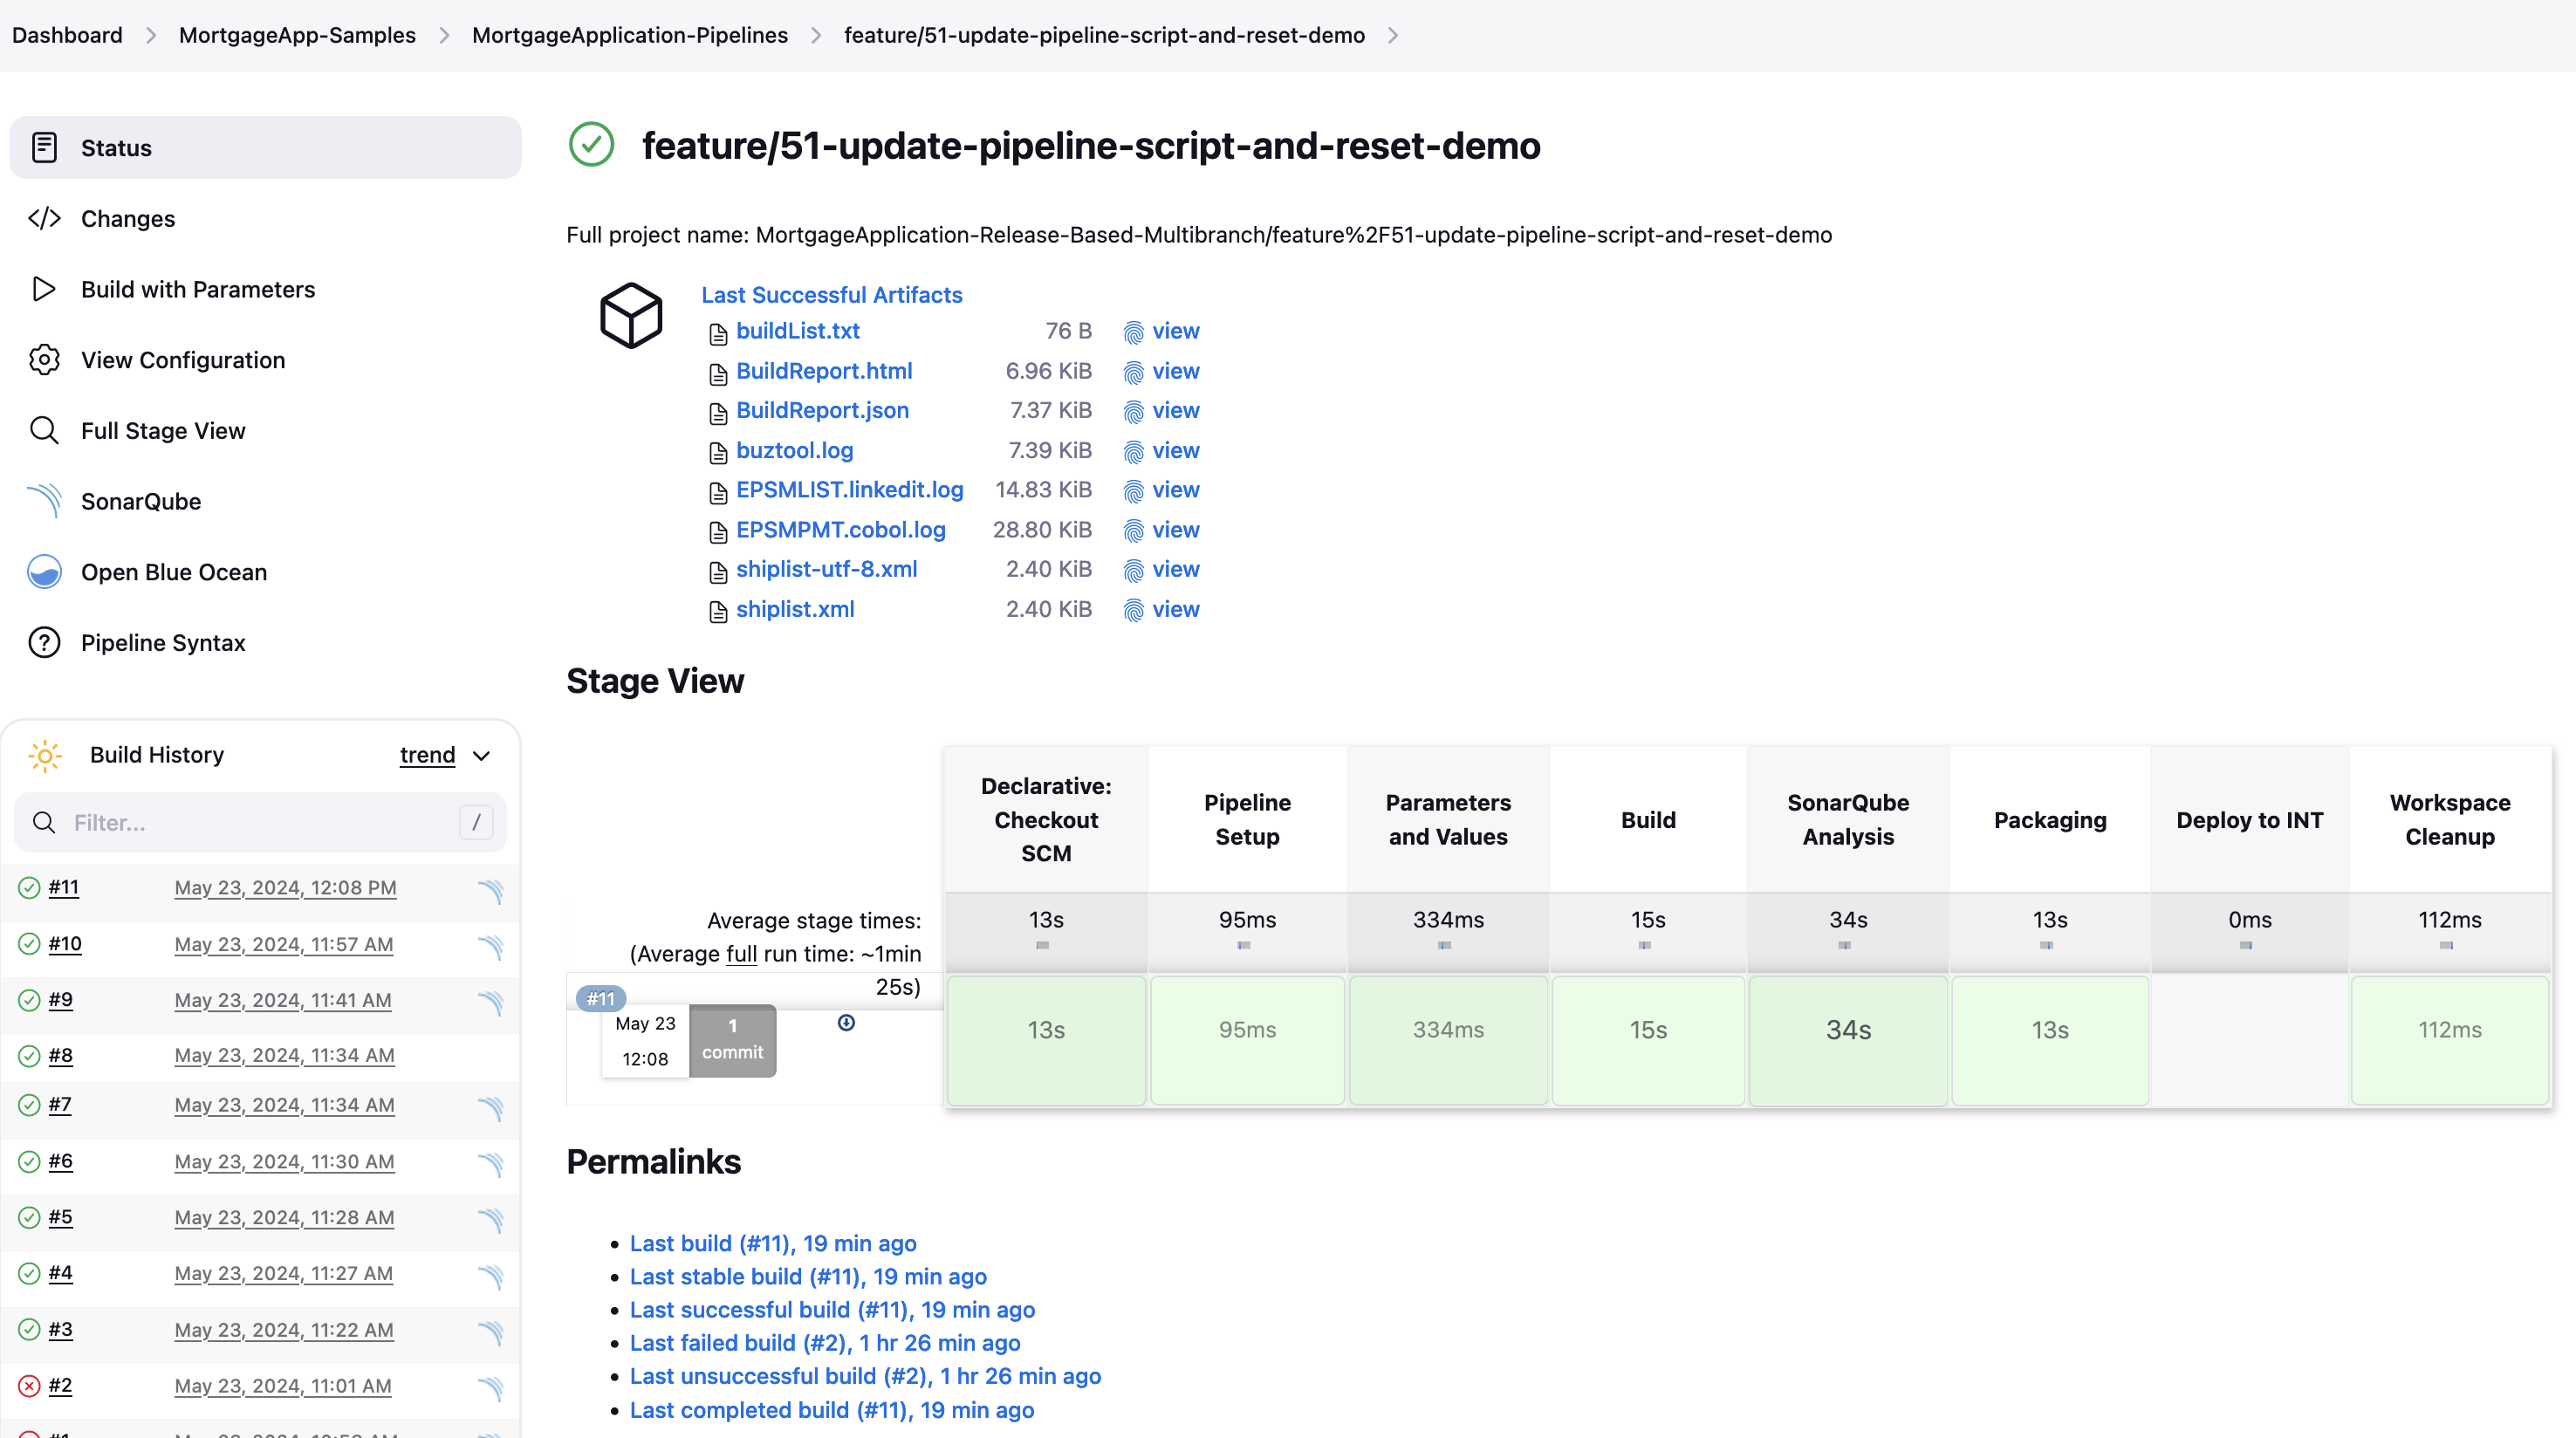 Dashboard > MortgageApp-Samples > MortgageApplication-Pipelines > feature/51-update-pipeline-script-and-reset-demo >
Status
Changes
Build with Parameters
View Configuration
Full Stage View
SonarQube
Open Blue Ocean
Pipeline Syntax
Build History trend
Filter... /
#11 May 23, 2024, 12:08 PM
#10 May 23, 2024, 11:57 AM
#9 May 23, 2024, 11:41 AM
#8 May 23, 2024, 11:34 AM
#7 May 23, 2024, 11:34 AM
#6 May 23, 2024, 11:30 AM
#5 May 23, 2024, 11:28 AM
#4 May 23, 2024, 11:27 AM
#3 May 23, 2024, 11:22 AM
#2 May 23, 2024, 11:01 AM
feature/51-update-pipeline-script-and-reset-demo
Full project name: MortgageApplication-Release-Based-Multibranch/feature%2F51-update-pipeline-script-and-reset-demo
Last Successful Artifacts
buildList.txt 76 B view
BuildReport.html 6.96 KiB view
BuildReport.json 7.37 KiB view
buztool.log 7.39 KiB view
EPSMLIST.linkedit.log 14.83 KiB view
EPSMPMT.cobol.log 28.80 KiB view
shiplist-utf-8.xml 2.40 KiB view
shiplist.xml 2.40 KiB view
Stage View
Declarative:
Checkout
SCM
Pipeline
Setup
Parameters
and Values
Build
SonarQube
Analysis
Packaging
Deploy to INT
Workspace
Cleanup
Average stage times:
(Average full run time: ~1min
25s)
13s 95ms 334ms 15s 34s 13s 0ms 112ms
#11
May 23
12:08
1
commit
13s 95ms 334ms 15s 34s 13s 112ms
Permalinks
• Last build (#11), 19 min ago
• Last stable build (#11), 19 min ago
• Last successful build (#11), 19 min ago
• Last failed build (#2), 1 hr 26 min ago
• Last unsuccessful build (#2), 1 hr 26 min ago
• Last completed build (#11), 19 min ago